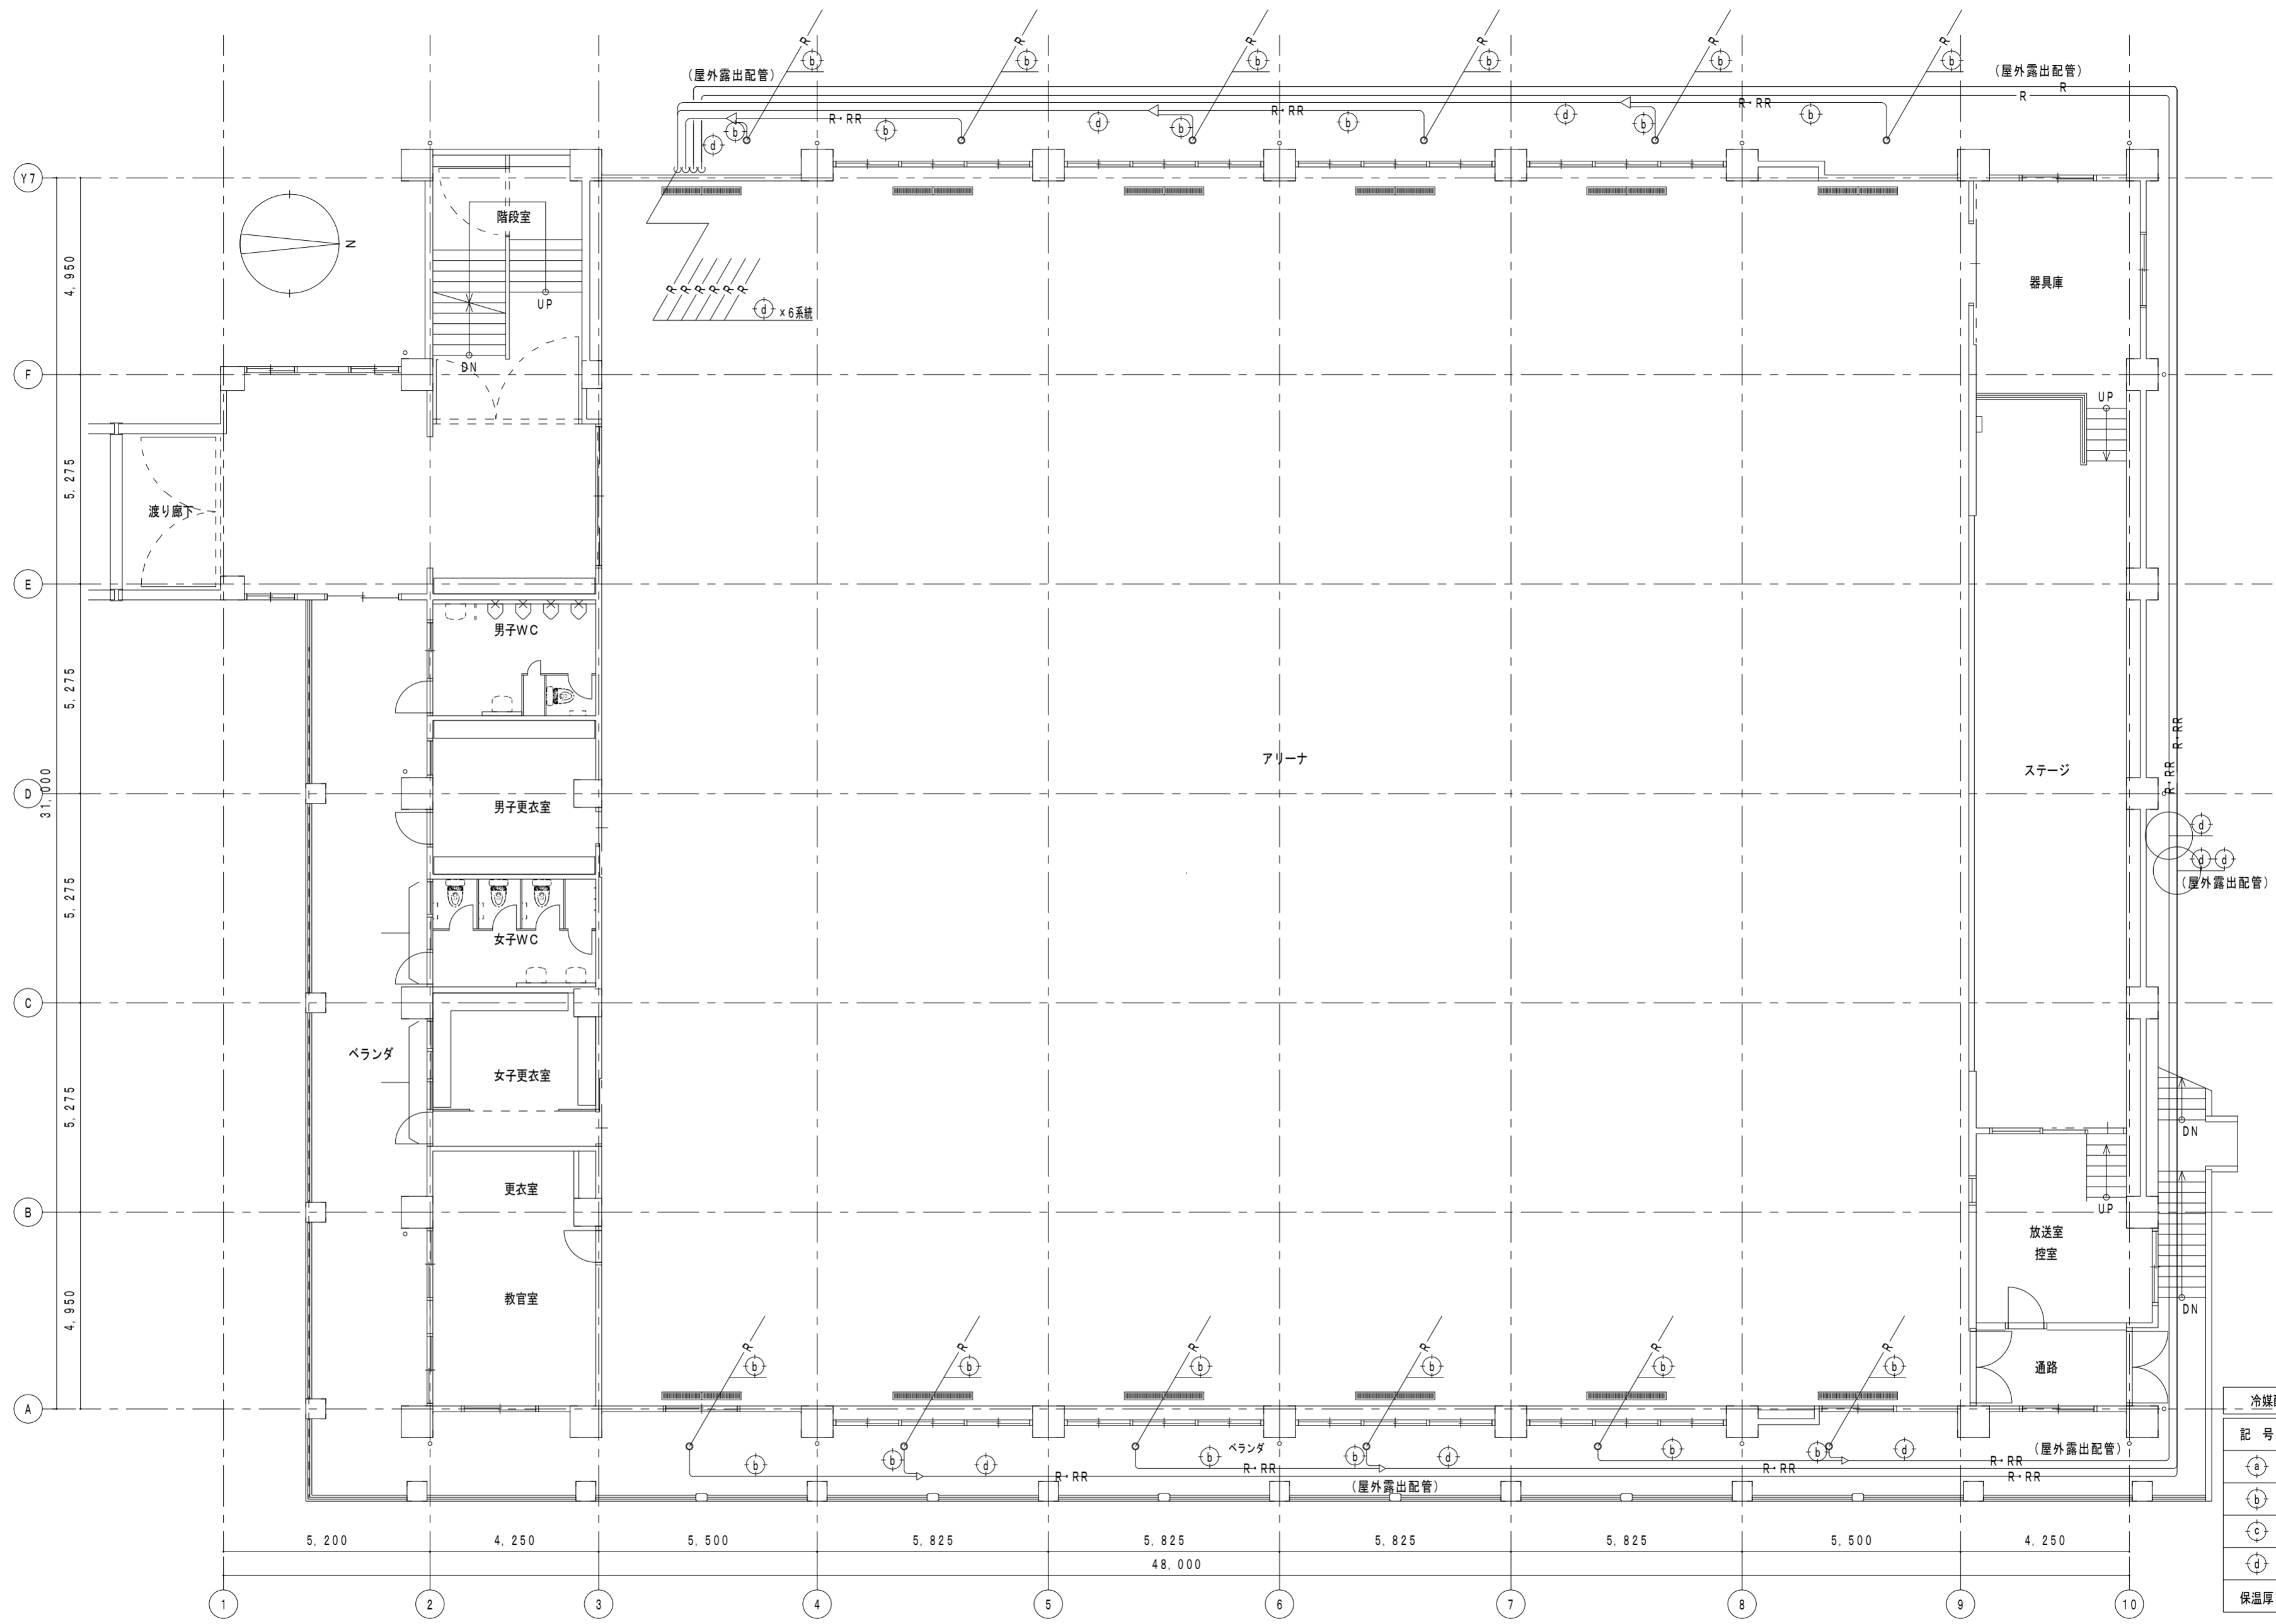 R R R R R R
b b b b b b
(屋外露出配管) (屋外露出配管)
R
R
R・RR b d R・RR b d R・RR b
b b b
d
Y7
階段室
N
R R R R R R
d ×6系統
UP
DN
器具庫
4,950
F
UP
5,275
渡り廊下
E
男子WC
5,275
R・RR
R・RR
アリーナ
ステージ
D
31,000
男子更衣室
d
d d
(屋外露出配管)
5,275
女子WC
C
ベランダ
女子更衣室
5,275
DN
更衣室
B
UP
放送室
控室
教官室
DN
4,950
R R R R R R
b b b b b b
通路
A
冷媒
ベランダ
b b d b b d b b d
(屋外露出配管)
R・RR R・RR R・RR R・RR
R・RR
(屋外露出配管)
記 号
a
b
c
d
保温厚
5,200 4,250 5,500 5,825 5,825 5,825 5,825 5,500 4,250
48,000
1 2 3 4 5 6 7 8 9 10